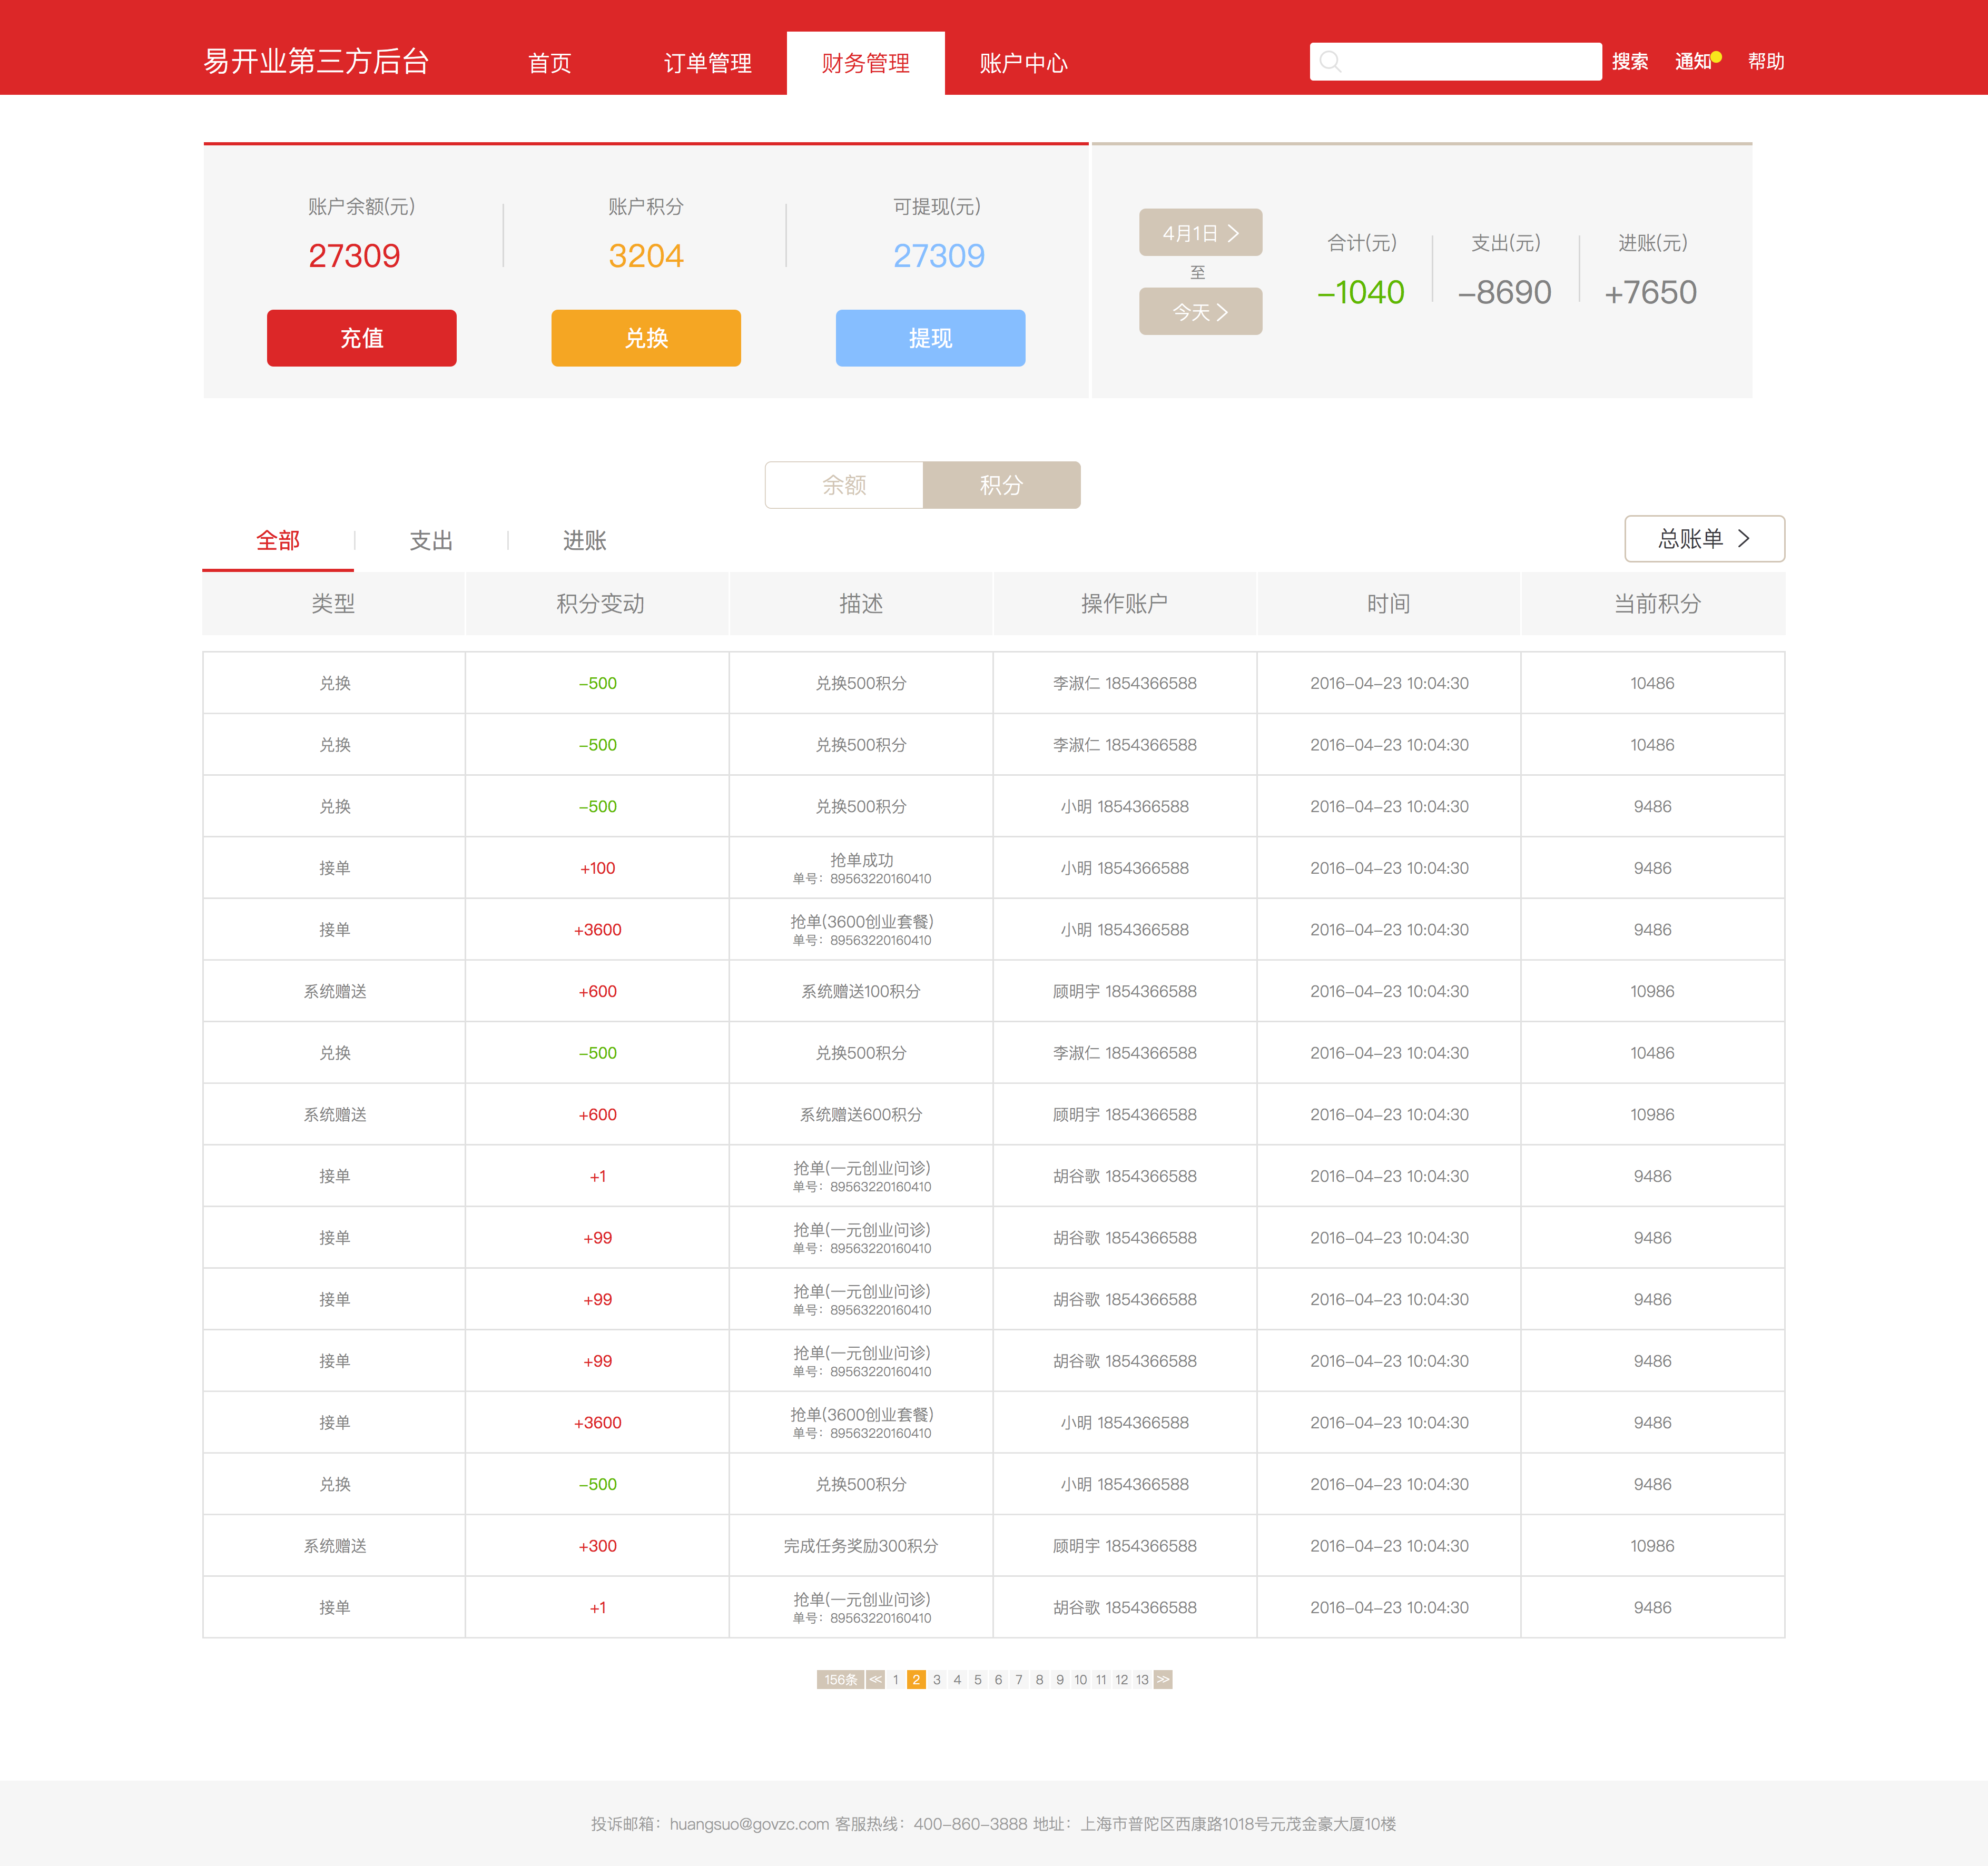 易开业第三方后台 首页 订单管理 财务管理 账户中心 搜索 通知 帮助
账户余额(元) 账户积分 可提现(元)
27309 3204 27309
充值 兑换 提现
4月1日
至
今天
合计(元) 支出(元) 进账(元)
-1040 -8690 +7650
余额 积分
全部 支出 进账 总账单
类型 积分变动 描述 操作账户 时间 当前积分
兑换 -500 兑换500积分 李淑仁 1854366588 2016-04-23 10:04:30 10486
兑换 -500 兑换500积分 李淑仁 1854366588 2016-04-23 10:04:30 10486
兑换 -500 兑换500积分 小明 1854366588 2016-04-23 10:04:30 9486
接单 +100 抢单成功 单号：89563220160410 小明 1854366588 2016-04-23 10:04:30 9486
接单 +3600 抢单(3600创业套餐) 单号：89563220160410 小明 1854366588 2016-04-23 10:04:30 9486
系统赠送 +600 系统赠送100积分 顾明宇 1854366588 2016-04-23 10:04:30 10986
兑换 -500 兑换500积分 李淑仁 1854366588 2016-04-23 10:04:30 10486
系统赠送 +600 系统赠送600积分 顾明宇 1854366588 2016-04-23 10:04:30 10986
接单 +1 抢单(一元创业问诊) 单号：89563220160410 胡谷歌 1854366588 2016-04-23 10:04:30 9486
接单 +99 抢单(一元创业问诊) 单号：89563220160410 胡谷歌 1854366588 2016-04-23 10:04:30 9486
接单 +99 抢单(一元创业问诊) 单号：89563220160410 胡谷歌 1854366588 2016-04-23 10:04:30 9486
接单 +99 抢单(一元创业问诊) 单号：89563220160410 胡谷歌 1854366588 2016-04-23 10:04:30 9486
接单 +3600 抢单(3600创业套餐) 单号：89563220160410 小明 1854366588 2016-04-23 10:04:30 9486
兑换 -500 兑换500积分 小明 1854366588 2016-04-23 10:04:30 9486
系统赠送 +300 完成任务奖励300积分 顾明宇 1854366588 2016-04-23 10:04:30 10986
接单 +1 抢单(一元创业问诊) 单号：89563220160410 胡谷歌 1854366588 2016-04-23 10:04:30 9486
156条 << 1 2 3 4 5 6 7 8 9 10 11 12 13 >>
投诉邮箱：huangsuo@govzc.com 客服热线：400-860-3888 地址：上海市普陀区西康路1018号元茂金豪大厦10楼